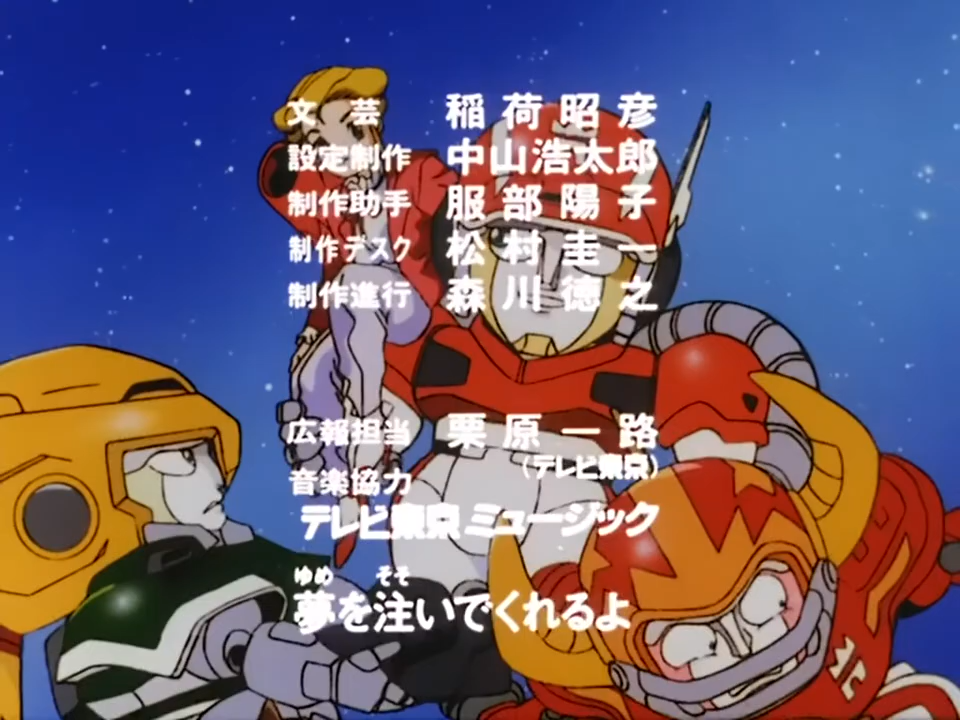 文芸 稲荷昭彦
設定制作 中山浩太郎
制作助手 服部陽子
制作デスク 松村圭一
制作進行 森川徳之
広報担当 栗原一路
(テレビ東京)
音楽協力
テレビ東京ミュージック
ゆめ そそ
夢を注いでくれるよ